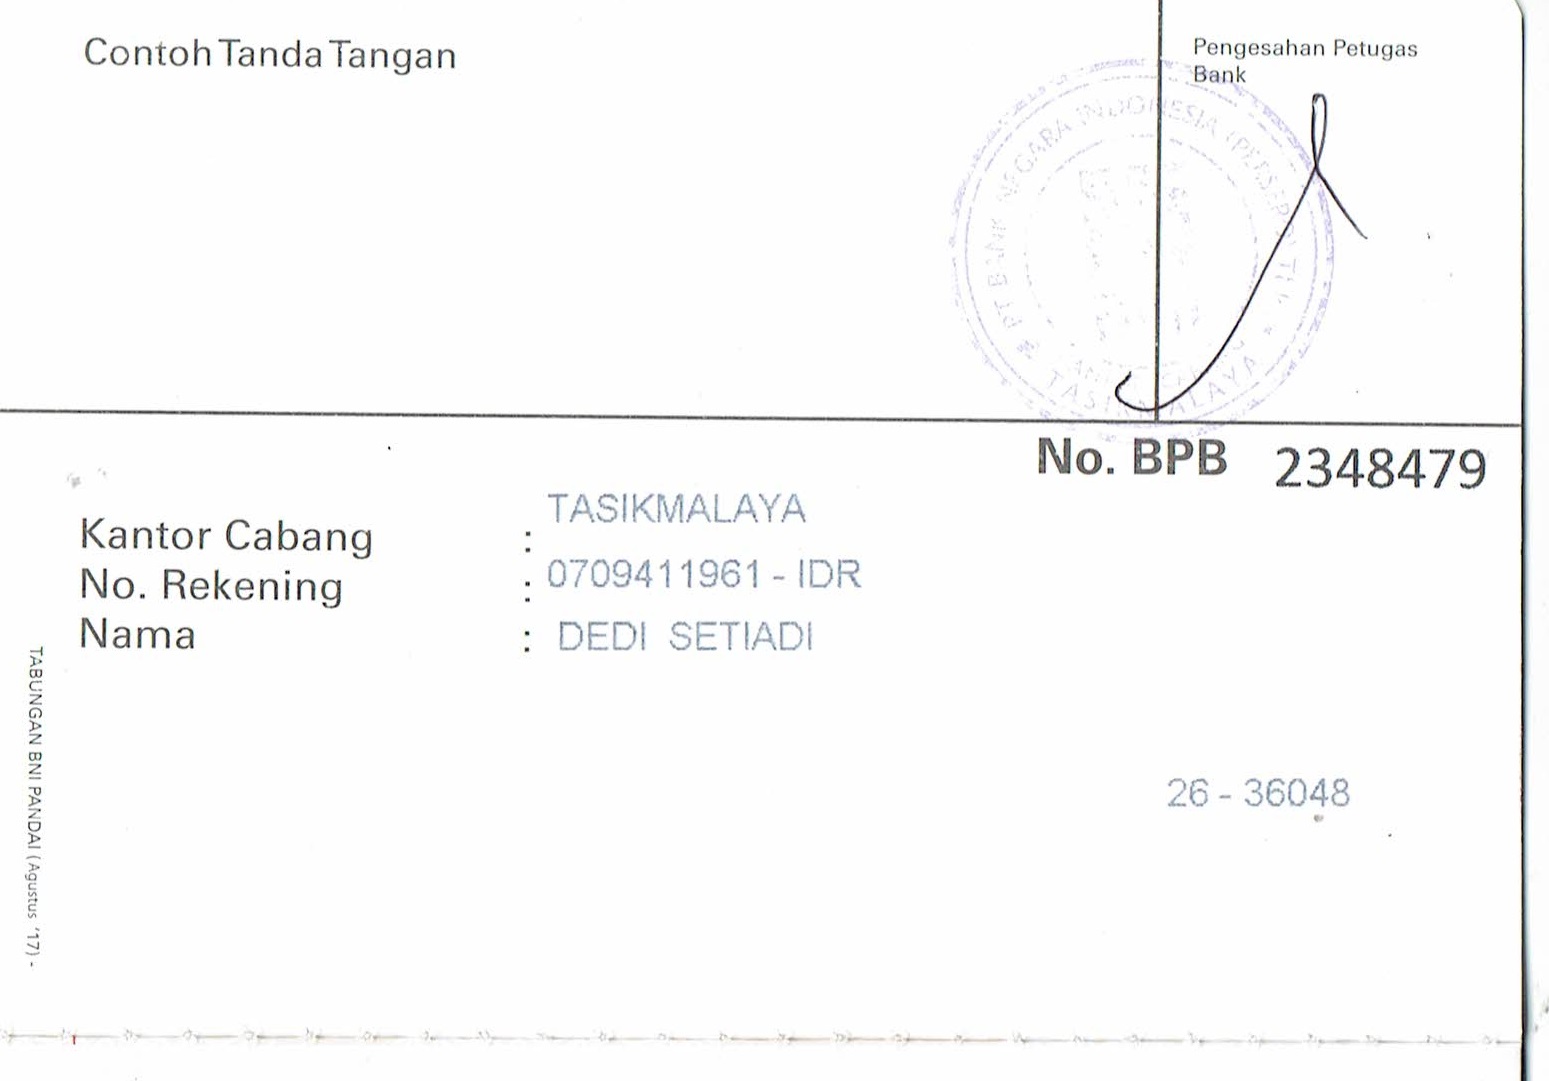 Contoh Tanda Tangan
Pengesahan Petugas
Bank
PT BANK NEGARA INDONESIA (PERSERO) Tbk
TASIKMALAYA
No. BPB 2348479
Kantor Cabang : TASIKMALAYA
No. Rekening : 0709411961 - IDR
Nama : DEDI SETIADI
26 - 36048
TABUNGAN BNI PANDAI (Agustus '17) -